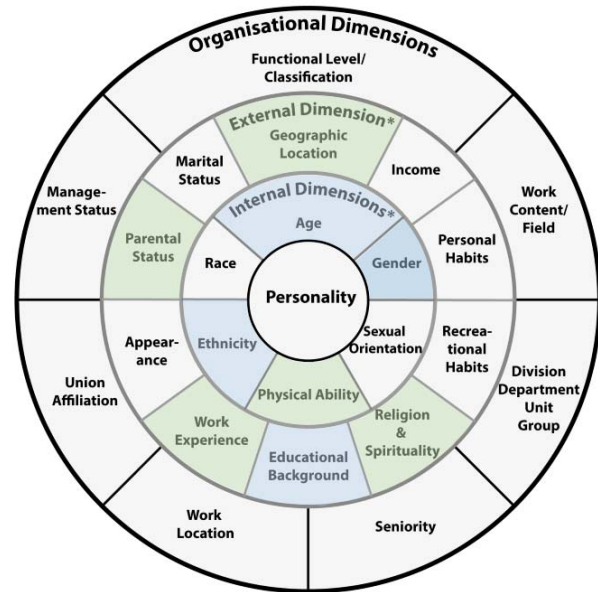 Organisational Dimensions
Functional Level/
Classification
External Dimension*
Geographic
Location
Marital
Status
Income
Manage-
ment Status
Work
Content/
Field
Internal Dimensions*
Age
Parental
Status
Race
Gender
Personal
Habits
Personality
Appear-
ance
Ethnicity
Sexual
Orientation
Recrea-
tional
Habits
Union
Affiliation
Division
Department
Unit
Group
Physical Ability
Work
Experience
Religion
&
Spirituality
Educational
Background
Work
Location
Seniority